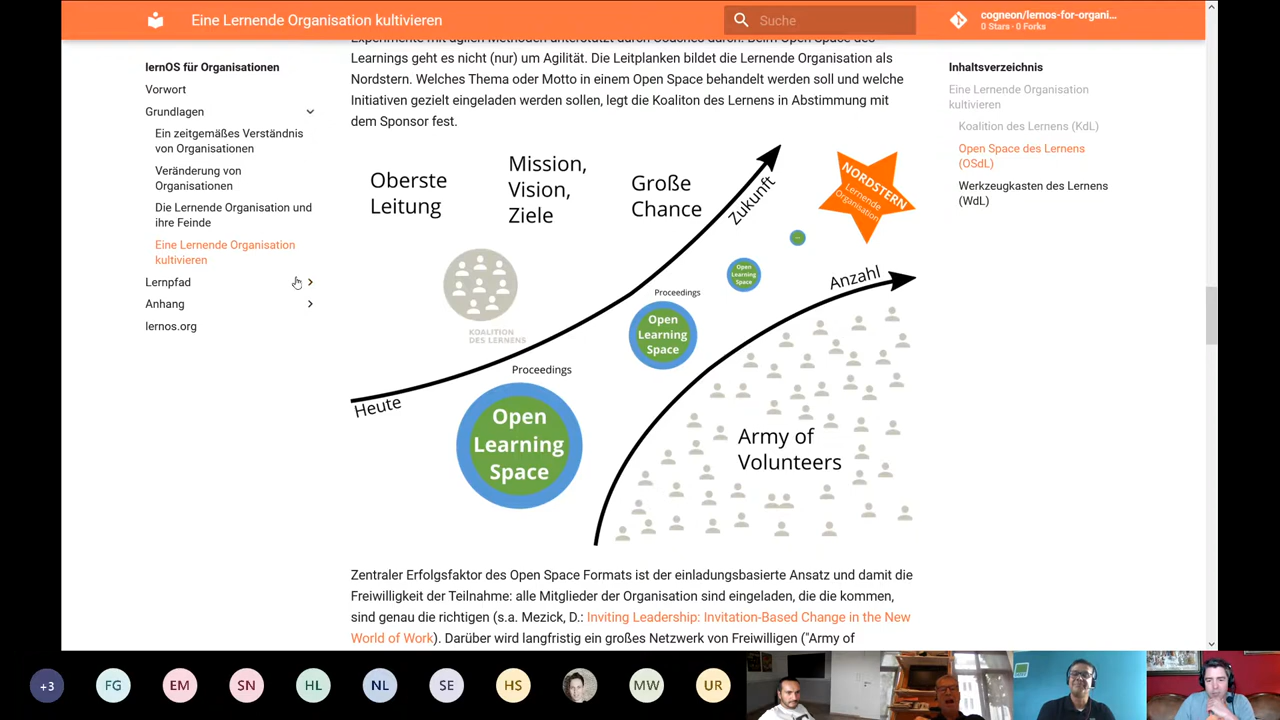 Eine Lernende Organisation kultivieren
Suche
cogneon/lernos-for-organi...
0 Stars · 0 Forks
lernOS für Organisationen
Vorwort
Grundlagen
Ein zeitgemäßes Verständnis
von Organisationen
Veränderung von
Organisationen
Die Lernende Organisation und
ihre Feinde
Eine Lernende Organisation
kultivieren
Lernpfad
Anhang
lernos.org
Learnings geht es nicht (nur) um Agilität. Die Leitplanken bildet die Lernende Organisation als
Nordstern. Welches Thema oder Motto in einem Open Space behandelt werden soll und welche
Initiativen gezielt eingeladen werden sollen, legt die Koaliton des Lernens in Abstimmung mit
dem Sponsor fest.
Oberste
Leitung
Mission,
Vision,
Ziele
Große
Chance
Zukunft
NORDSTERN
Lernende
Organisation
KOALITION
DES LERNENS
Proceedings
Open
Learning
Space
Anzahl
Open
Learning
Space
Heute
Proceedings
Open
Learning
Space
Army of
Volunteers
Zentraler Erfolgsfaktor des Open Space Formats ist der einladungsbasierte Ansatz und damit die
Freiwilligkeit der Teilnahme: alle Mitglieder der Organisation sind eingeladen, die die kommen,
sind genau die richtigen (s.a. Mezick, D.: Inviting Leadership: Invitation-Based Change in the New
World of Work). Darüber wird langfristig ein großes Netzwerk von Freiwilligen ("Army of
Inhaltsverzeichnis
Eine Lernende Organisation
kultivieren
Koalition des Lernens (KdL)
Open Space des Lernens
(OSdL)
Werkzeugkasten des Lernens
(WdL)
+3
FG
EM
SN
HL
NL
SE
HS
MW
UR